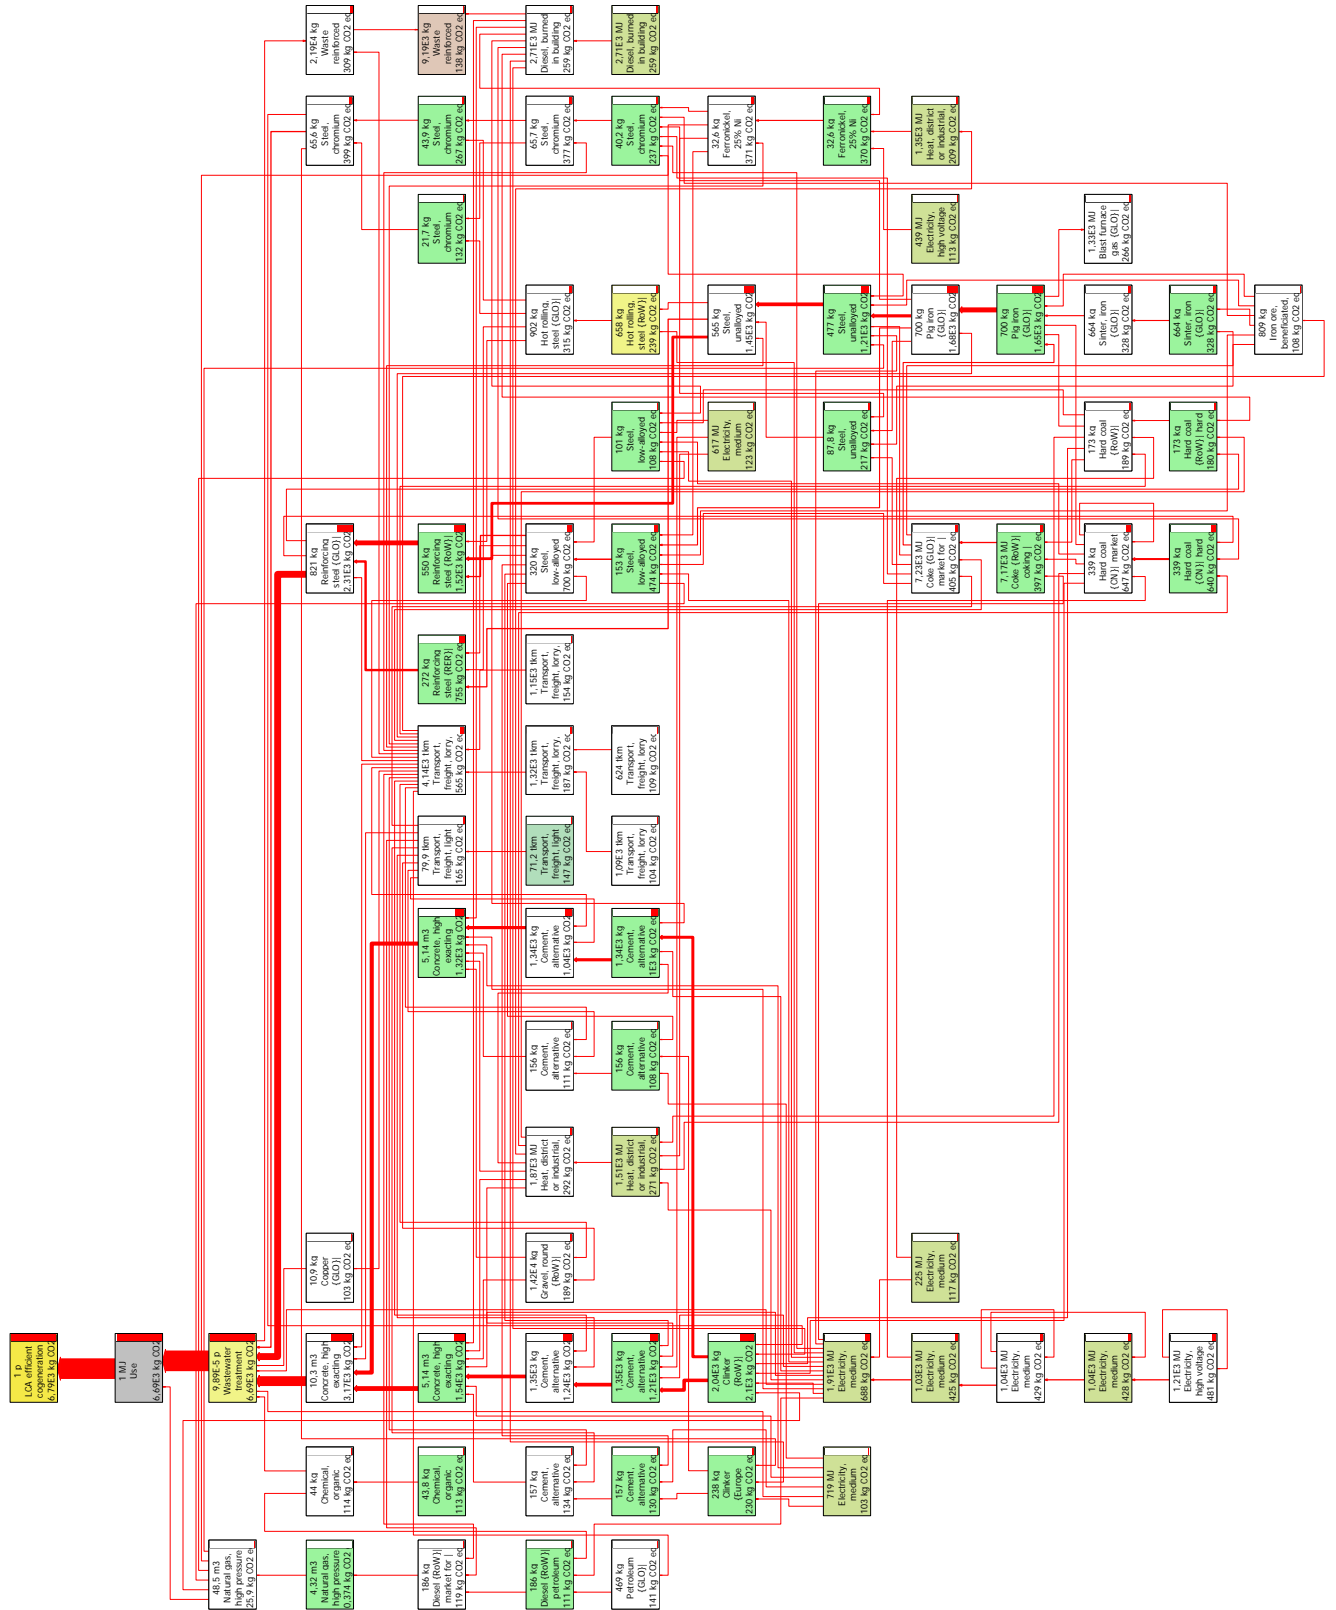 1 p
LCA efficient
cogeneration
6,79E3 kg CO2
1 MJ
Use
6,69E3 kg CO2
48,5 m3
Natural gas,
high pressure
25,9 kg CO2 e
9,89E-5 p
Wastewater
treatment
6,69E3 kg CO2
4,32 m3
Natural gas,
high pressure
0,374 kg CO2
44 kg
Chemical,
organic
114 kg CO2 eq
10,3 m3
Concrete, high
exacting
3,17E3 kg CO2
10,9 kg
Copper
{GLO}|
103 kg CO2 eq
821 kg
Reinforcing
steel {GLO}|
2,31E3 kg CO2
65,6 kg
Steel,
chromium
399 kg CO2 eq
2,19E4 kg
Waste
reinforced
309 kg CO2 eq
186 kg
Diesel {RoW}|
market for |
119 kg CO2 eq
43,8 kg
Chemical,
organic
113 kg CO2 eq
5,14 m3
Concrete, high
exacting
1,54E3 kg CO2
5,14 m3
Concrete, high
exacting
1,32E3 kg CO2
79,9 tkm
Transport,
freight, light
165 kg CO2 eq
4,14E3 tkm
Transport,
freight, lorry,
565 kg CO2 eq
272 kg
Reinforcing
steel {RER}|
755 kg CO2 eq
550 kg
Reinforcing
steel {RoW}|
1,52E3 kg CO2
21,7 kg
Steel,
chromium
132 kg CO2 eq
43,9 kg
Steel,
chromium
267 kg CO2 eq
9,19E3 kg
Waste
reinforced
138 kg CO2 eq
186 kg
Diesel {RoW}|
petroleum
111 kg CO2 eq
157 kg
Cement,
alternative
134 kg CO2 eq
1,35E3 kg
Cement,
alternative
1,24E3 kg CO2
1,42E4 kg
Gravel, round
{RoW}|
189 kg CO2 eq
1,87E3 MJ
Heat, district
or industrial,
292 kg CO2 eq
156 kg
Cement,
alternative
111 kg CO2 eq
1,34E3 kg
Cement,
alternative
1,04E3 kg CO2
71,2 tkm
Transport,
freight, light
147 kg CO2 eq
1,32E3 tkm
Transport,
freight, lorry,
187 kg CO2 eq
1,15E3 tkm
Transport,
freight, lorry,
154 kg CO2 eq
320 kg
Steel,
low-alloyed
700 kg CO2 eq
902 kg
Hot rolling,
steel {GLO}|
315 kg CO2 eq
65,7 kg
Steel,
chromium
377 kg CO2 eq
2,71E3 MJ
Diesel, burned
in building
259 kg CO2 eq
469 kg
Petroleum
{GLO}|
141 kg CO2 eq
157 kg
Cement,
alternative
130 kg CO2 eq
1,35E3 kg
Cement,
alternative
1,21E3 kg CO2
1,51E3 MJ
Heat, district
or industrial,
271 kg CO2 eq
156 kg
Cement,
alternative
108 kg CO2 eq
1,34E3 kg
Cement,
alternative
1E3 kg CO2 eq
1,09E3 tkm
Transport,
freight, lorry
104 kg CO2 eq
624 tkm
Transport,
freight, lorry
109 kg CO2 eq
153 kg
Steel,
low-alloyed
474 kg CO2 eq
101 kg
Steel,
low-alloyed
108 kg CO2 eq
658 kg
Hot rolling,
steel {RoW}|
239 kg CO2 eq
40,2 kg
Steel,
chromium
237 kg CO2 eq
2,71E3 MJ
Diesel, burned
in building
259 kg CO2 eq
238 kg
Clinker
{Europe
230 kg CO2 eq
2,04E3 kg
Clinker
{RoW}|
2,1E3 kg CO2
617 MJ
Electricity,
medium
123 kg CO2 eq
565 kg
Steel,
unalloyed
1,45E3 kg CO2
32,6 kg
Ferronickel,
25% Ni
371 kg CO2 eq
719 MJ
Electricity,
medium
103 kg CO2 eq
1,91E3 MJ
Electricity,
medium
688 kg CO2 eq
87,8 kg
Steel,
unalloyed
217 kg CO2 eq
477 kg
Steel,
unalloyed
1,21E3 kg CO2
32,6 kg
Ferronickel,
25% Ni
370 kg CO2 eq
1,03E3 MJ
Electricity,
medium
425 kg CO2 eq
225 MJ
Electricity,
medium
117 kg CO2 eq
7,23E3 MJ
Coke {GLO}|
market for |
405 kg CO2 eq
700 kg
Pig iron
{GLO}|
1,68E3 kg CO2
439 MJ
Electricity,
high voltage
113 kg CO2 eq
1,35E3 MJ
Heat, district
or industrial,
209 kg CO2 eq
1,04E3 MJ
Electricity,
medium
429 kg CO2 eq
7,17E3 MJ
Coke {RoW}|
coking |
397 kg CO2 eq
700 kg
Pig iron
{GLO}|
1,65E3 kg CO2
1,04E3 MJ
Electricity,
medium
428 kg CO2 eq
339 kg
Hard coal
{CN}| market
647 kg CO2 eq
173 kg
Hard coal
{RoW}|
189 kg CO2 eq
664 kg
Sinter, iron
{GLO}|
328 kg CO2 eq
1,33E3 MJ
Blast furnace
gas {GLO}|
266 kg CO2 eq
1,21E3 MJ
Electricity,
high voltage
481 kg CO2 eq
339 kg
Hard coal
{CN}| hard
640 kg CO2 eq
173 kg
Hard coal
{RoW}| hard
180 kg CO2 eq
664 kg
Sinter, iron
{GLO}|
328 kg CO2 eq
809 kg
Iron ore,
beneficiated,
108 kg CO2 eq